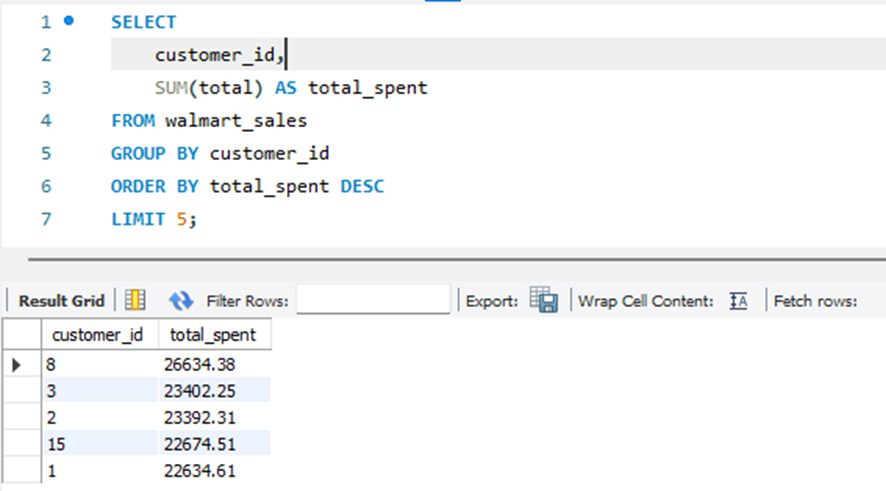 1 SELECT
2 customer_id,
3 SUM(total) AS total_spent
4 FROM walmart_sales
5 GROUP BY customer_id
6 ORDER BY total_spent DESC
7 LIMIT 5;
Result Grid Filter Rows: Export: Wrap Cell Content: IA Fetch rows:
customer_id total_spent
8 26634.38
3 23402.25
2 23392.31
15 22674.51
1 22634.61